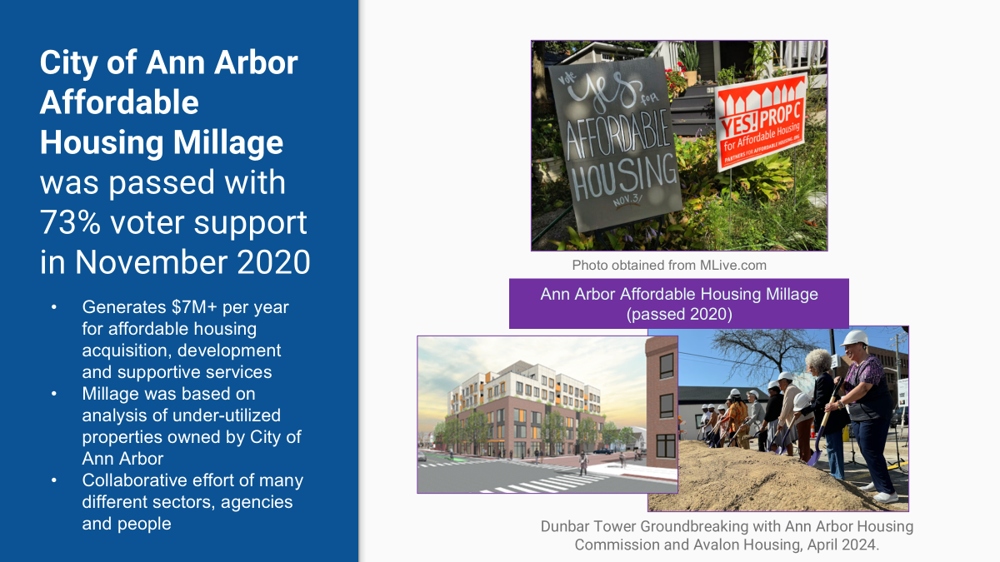 City of Ann Arbor
Affordable
Housing Millage
was passed with
73% voter support
in November 2020
• Generates $7M+ per year
for affordable housing
acquisition, development
and supportive services
• Millage was based on
analysis of under-utilized
properties owned by City of
Ann Arbor
• Collaborative effort of many
different sectors, agencies
and people
vote
yes
for
AFFORDABLE
HOUSING
NOV. 3!
YES! PROP C
for Affordable Housing
PARTNERS FOR AFFORDABLE HOUSING, INC.
Photo obtained from MLive.com
Ann Arbor Affordable Housing Millage
(passed 2020)
Dunbar Tower Groundbreaking with Ann Arbor Housing
Commission and Avalon Housing, April 2024.